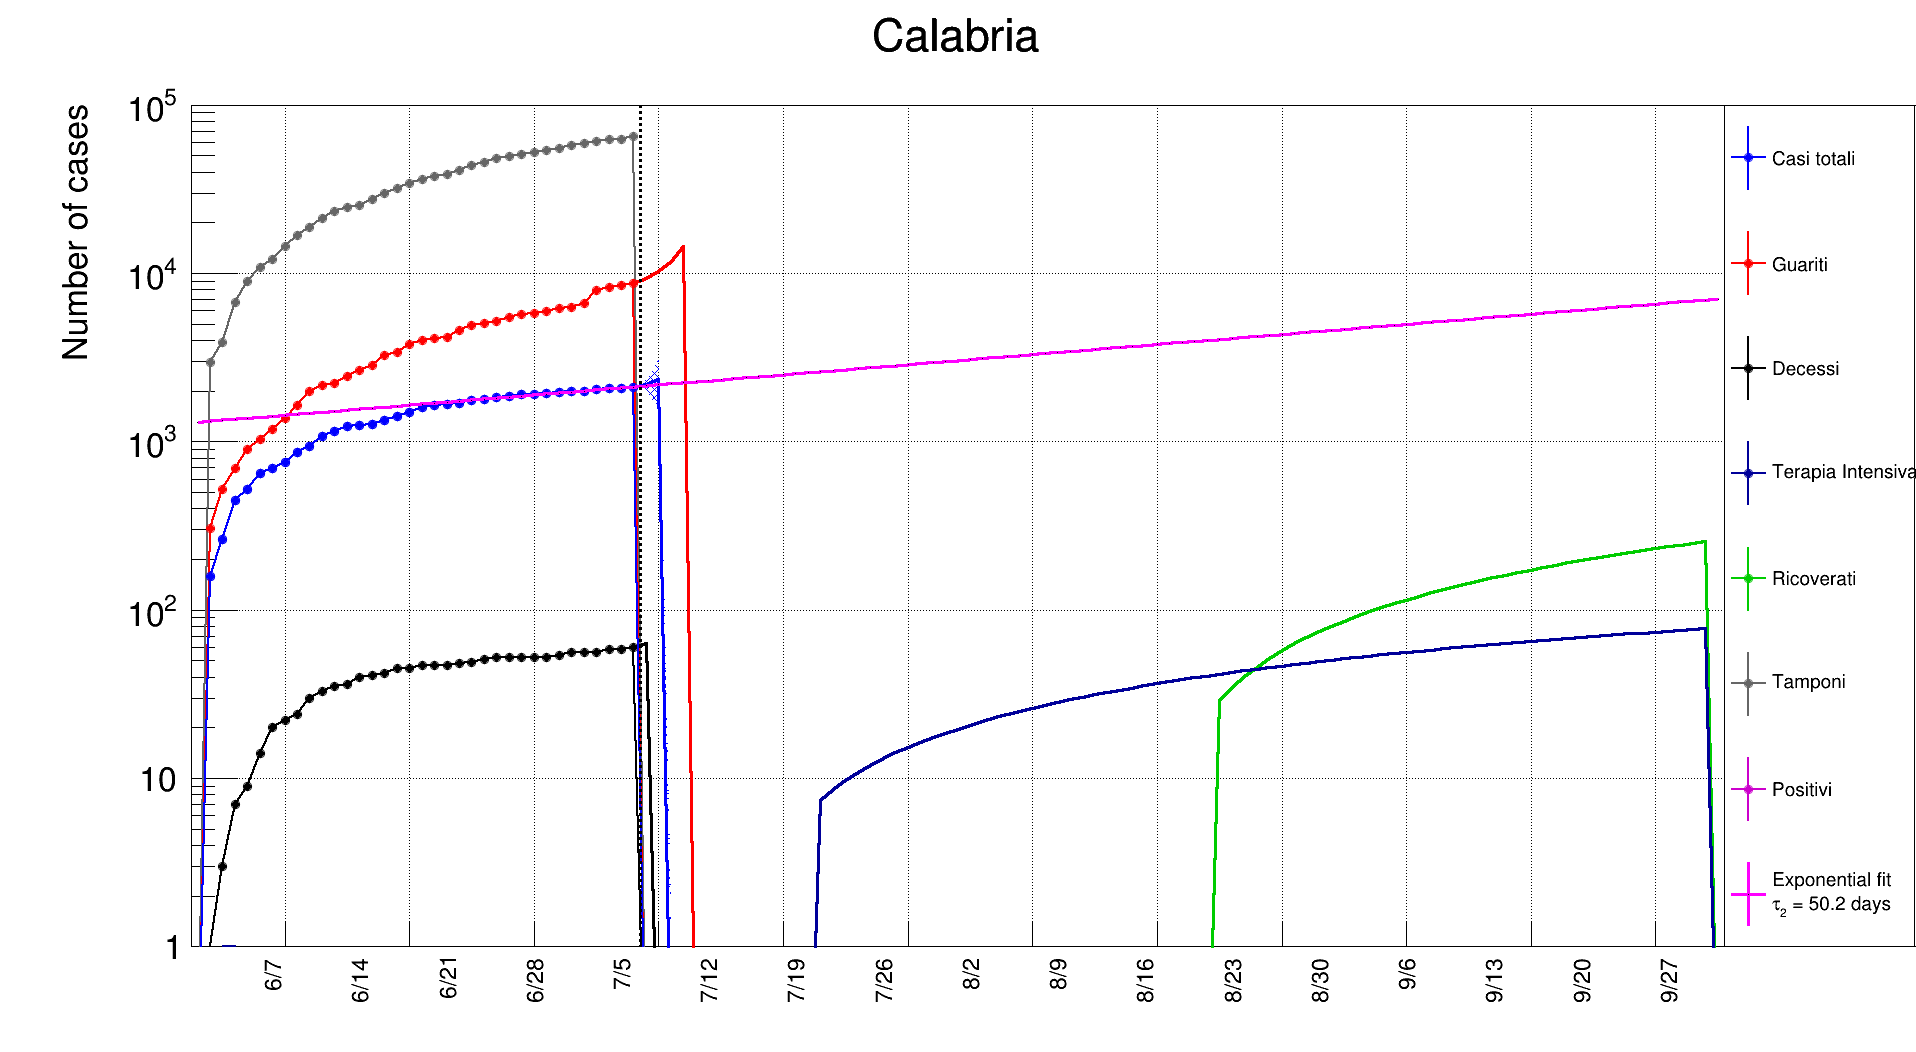 Calabria
Number of cases
10^5
10^4
10^3
10^2
10
1
6/7
6/14
6/21
6/28
7/5
7/12
7/19
7/26
8/2
8/9
8/16
8/23
8/30
9/6
9/13
9/20
9/27
Casi totali
Guariti
Decessi
Terapia Intensiva
Ricoverati
Tamponi
Positivi
Exponential fit
τ_2 = 50.2 days